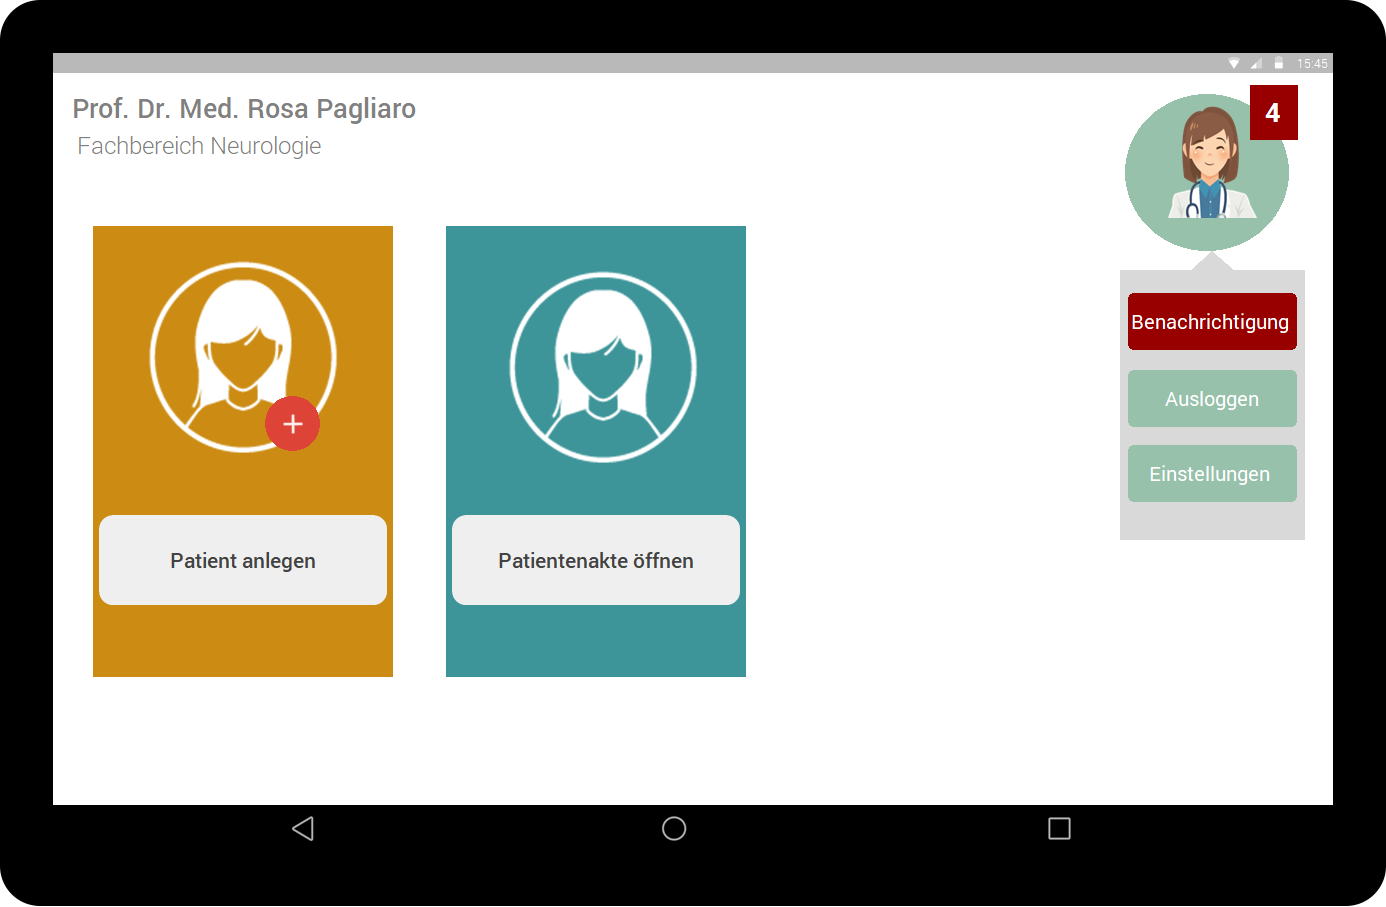 15:45
Prof. Dr. Med. Rosa Pagliaro
Fachbereich Neurologie
4
Benachrichtigung
Ausloggen
Einstellungen
Patient anlegen
Patientenakte öffnen